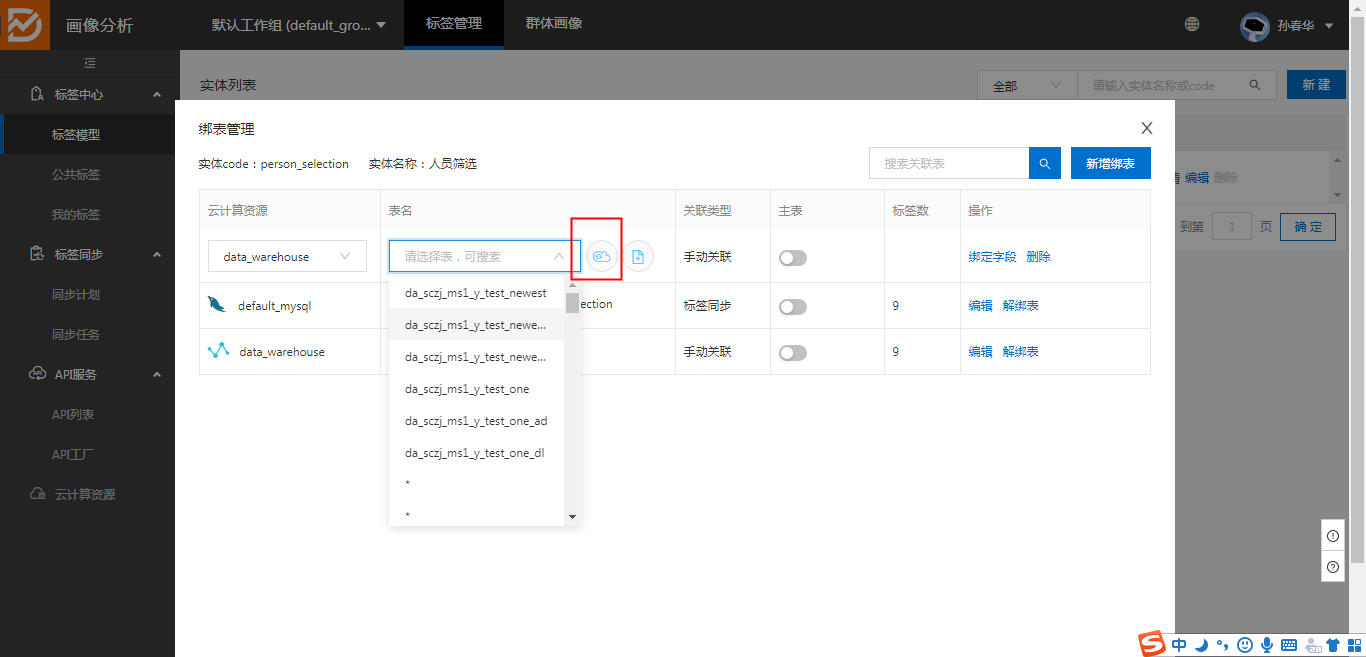 画像分析
默认工作组 (default_gro...
标签管理
群体画像
孙春华
标签中心
标签模型
公共标签
我的标签
标签同步
同步计划
同步任务
API服务
API列表
API工厂
云计算资源
实体列表
全部
请输入实体名称或code
新 建
编辑 删除
到第 1 页 确 定
绑表管理
实体code：person_selection 实体名称：人员筛选
搜索关联表
新增绑表
云计算资源 表名 关联类型 主表 标签数 操作
data_warehouse 请选择表，可搜索 手动关联 绑定字段 删除
default_mysql ection 标签同步 9 编辑 解绑表
data_warehouse 手动关联 9 编辑 解绑表
da_sczj_ms1_y_test_newest
da_sczj_ms1_y_test_newe...
da_sczj_ms1_y_test_newe...
da_sczj_ms1_y_test_one
da_sczj_ms1_y_test_one_ad
da_sczj_ms1_y_test_one_dl
*
*
中